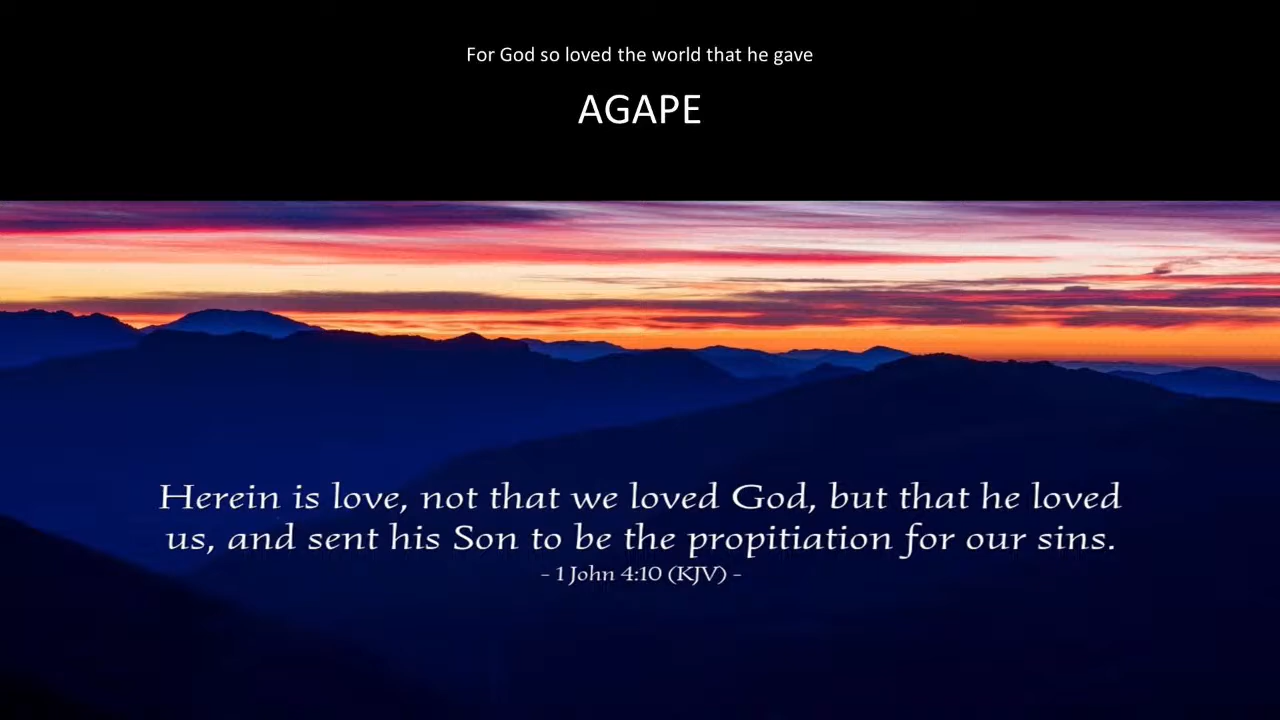 For God so loved the world that he gave
AGAPE
Herein is love, not that we loved God, but that he loved
us, and sent his Son to be the propitiation for our sins.
- 1 John 4:10 (KJV) -